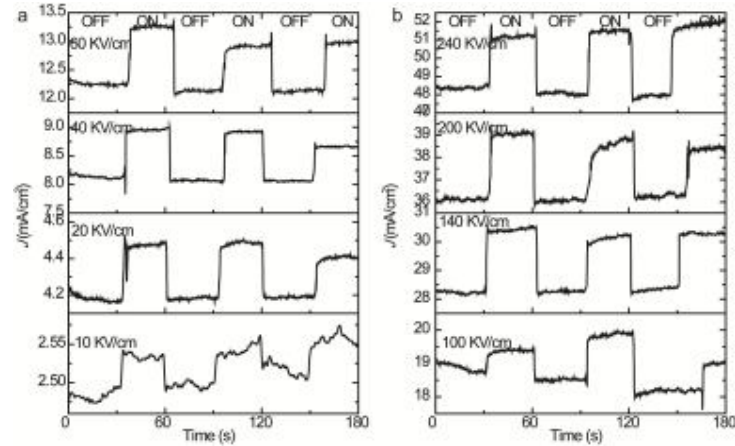 a
OFF ON OFF ON OFF ON
13.5
13.0
12.5
12.0
60 KV/cm
9.0
8.5
8.0
7.5
40 KV/cm
4.6
4.4
4.2
20 KV/cm
2.55
2.50
10 KV/cm
J/(mA/cm²)
0 60 120 180
Time (s)
b
OFF ON OFF ON OFF ON
52
51
50
49
48
42
240 KV/cm
39
38
37
36
200 KV/cm
31
30
29
28
140 KV/cm
20
19
18
100 KV/cm
J/(mA/cm²)
0 60 120 180
Time (s)